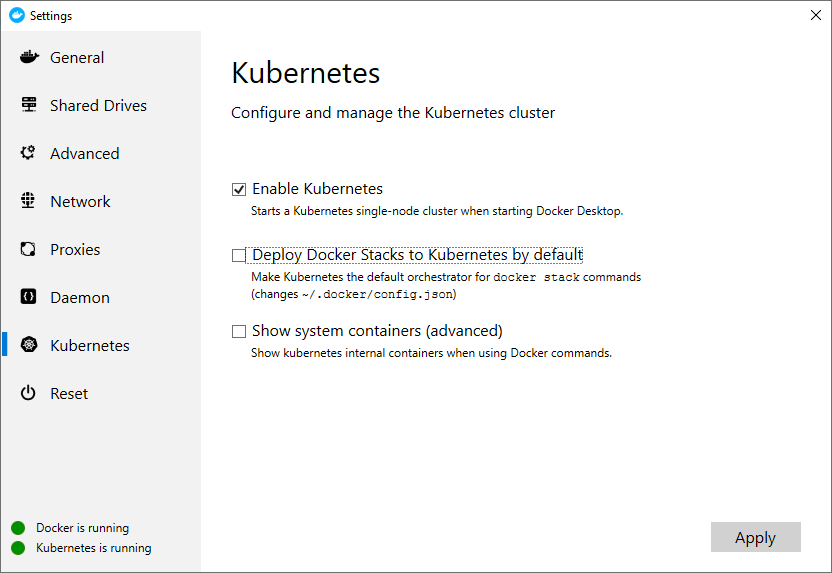 Settings
General
Shared Drives
Advanced
Network
Proxies
Daemon
Kubernetes
Reset
Docker is running
Kubernetes is running
Kubernetes
Configure and manage the Kubernetes cluster
Enable Kubernetes
Starts a Kubernetes single-node cluster when starting Docker Desktop.
Deploy Docker Stacks to Kubernetes by default
Make Kubernetes the default orchestrator for docker stack commands
(changes ~/.docker/config.json)
Show system containers (advanced)
Show kubernetes internal containers when using Docker commands.
Apply